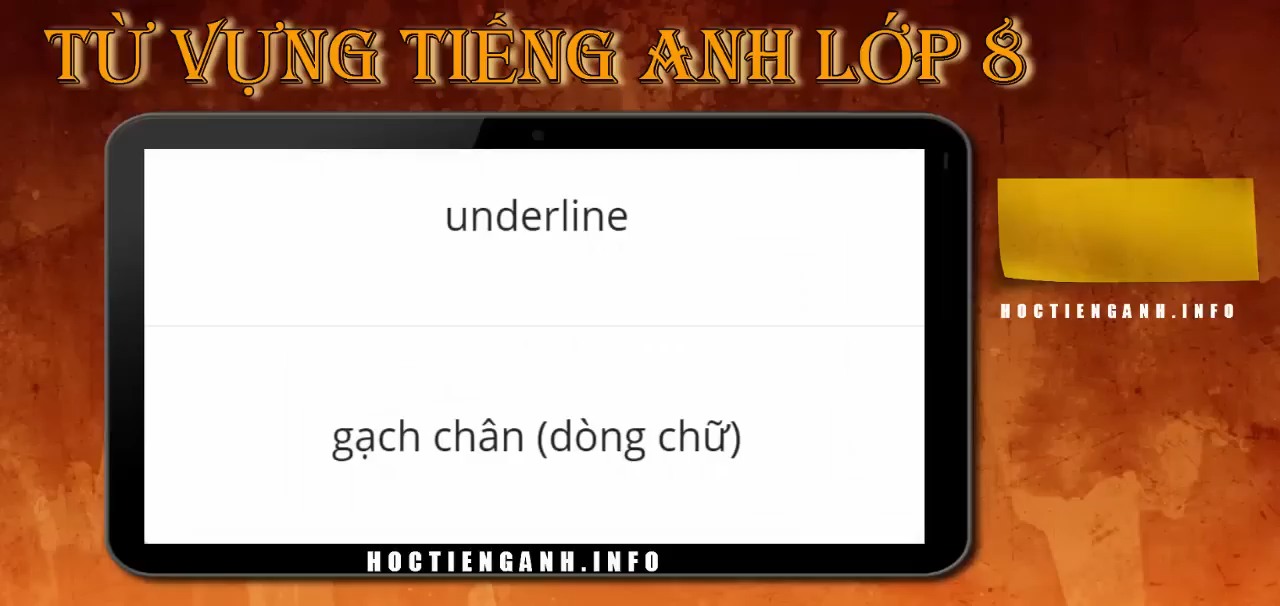 TỪ VỰNG TIẾNG ANH LỚP 8
underline
gạch chân (dòng chữ)
HOCTIENGANH.INFO
HOCTIENGANH.INFO